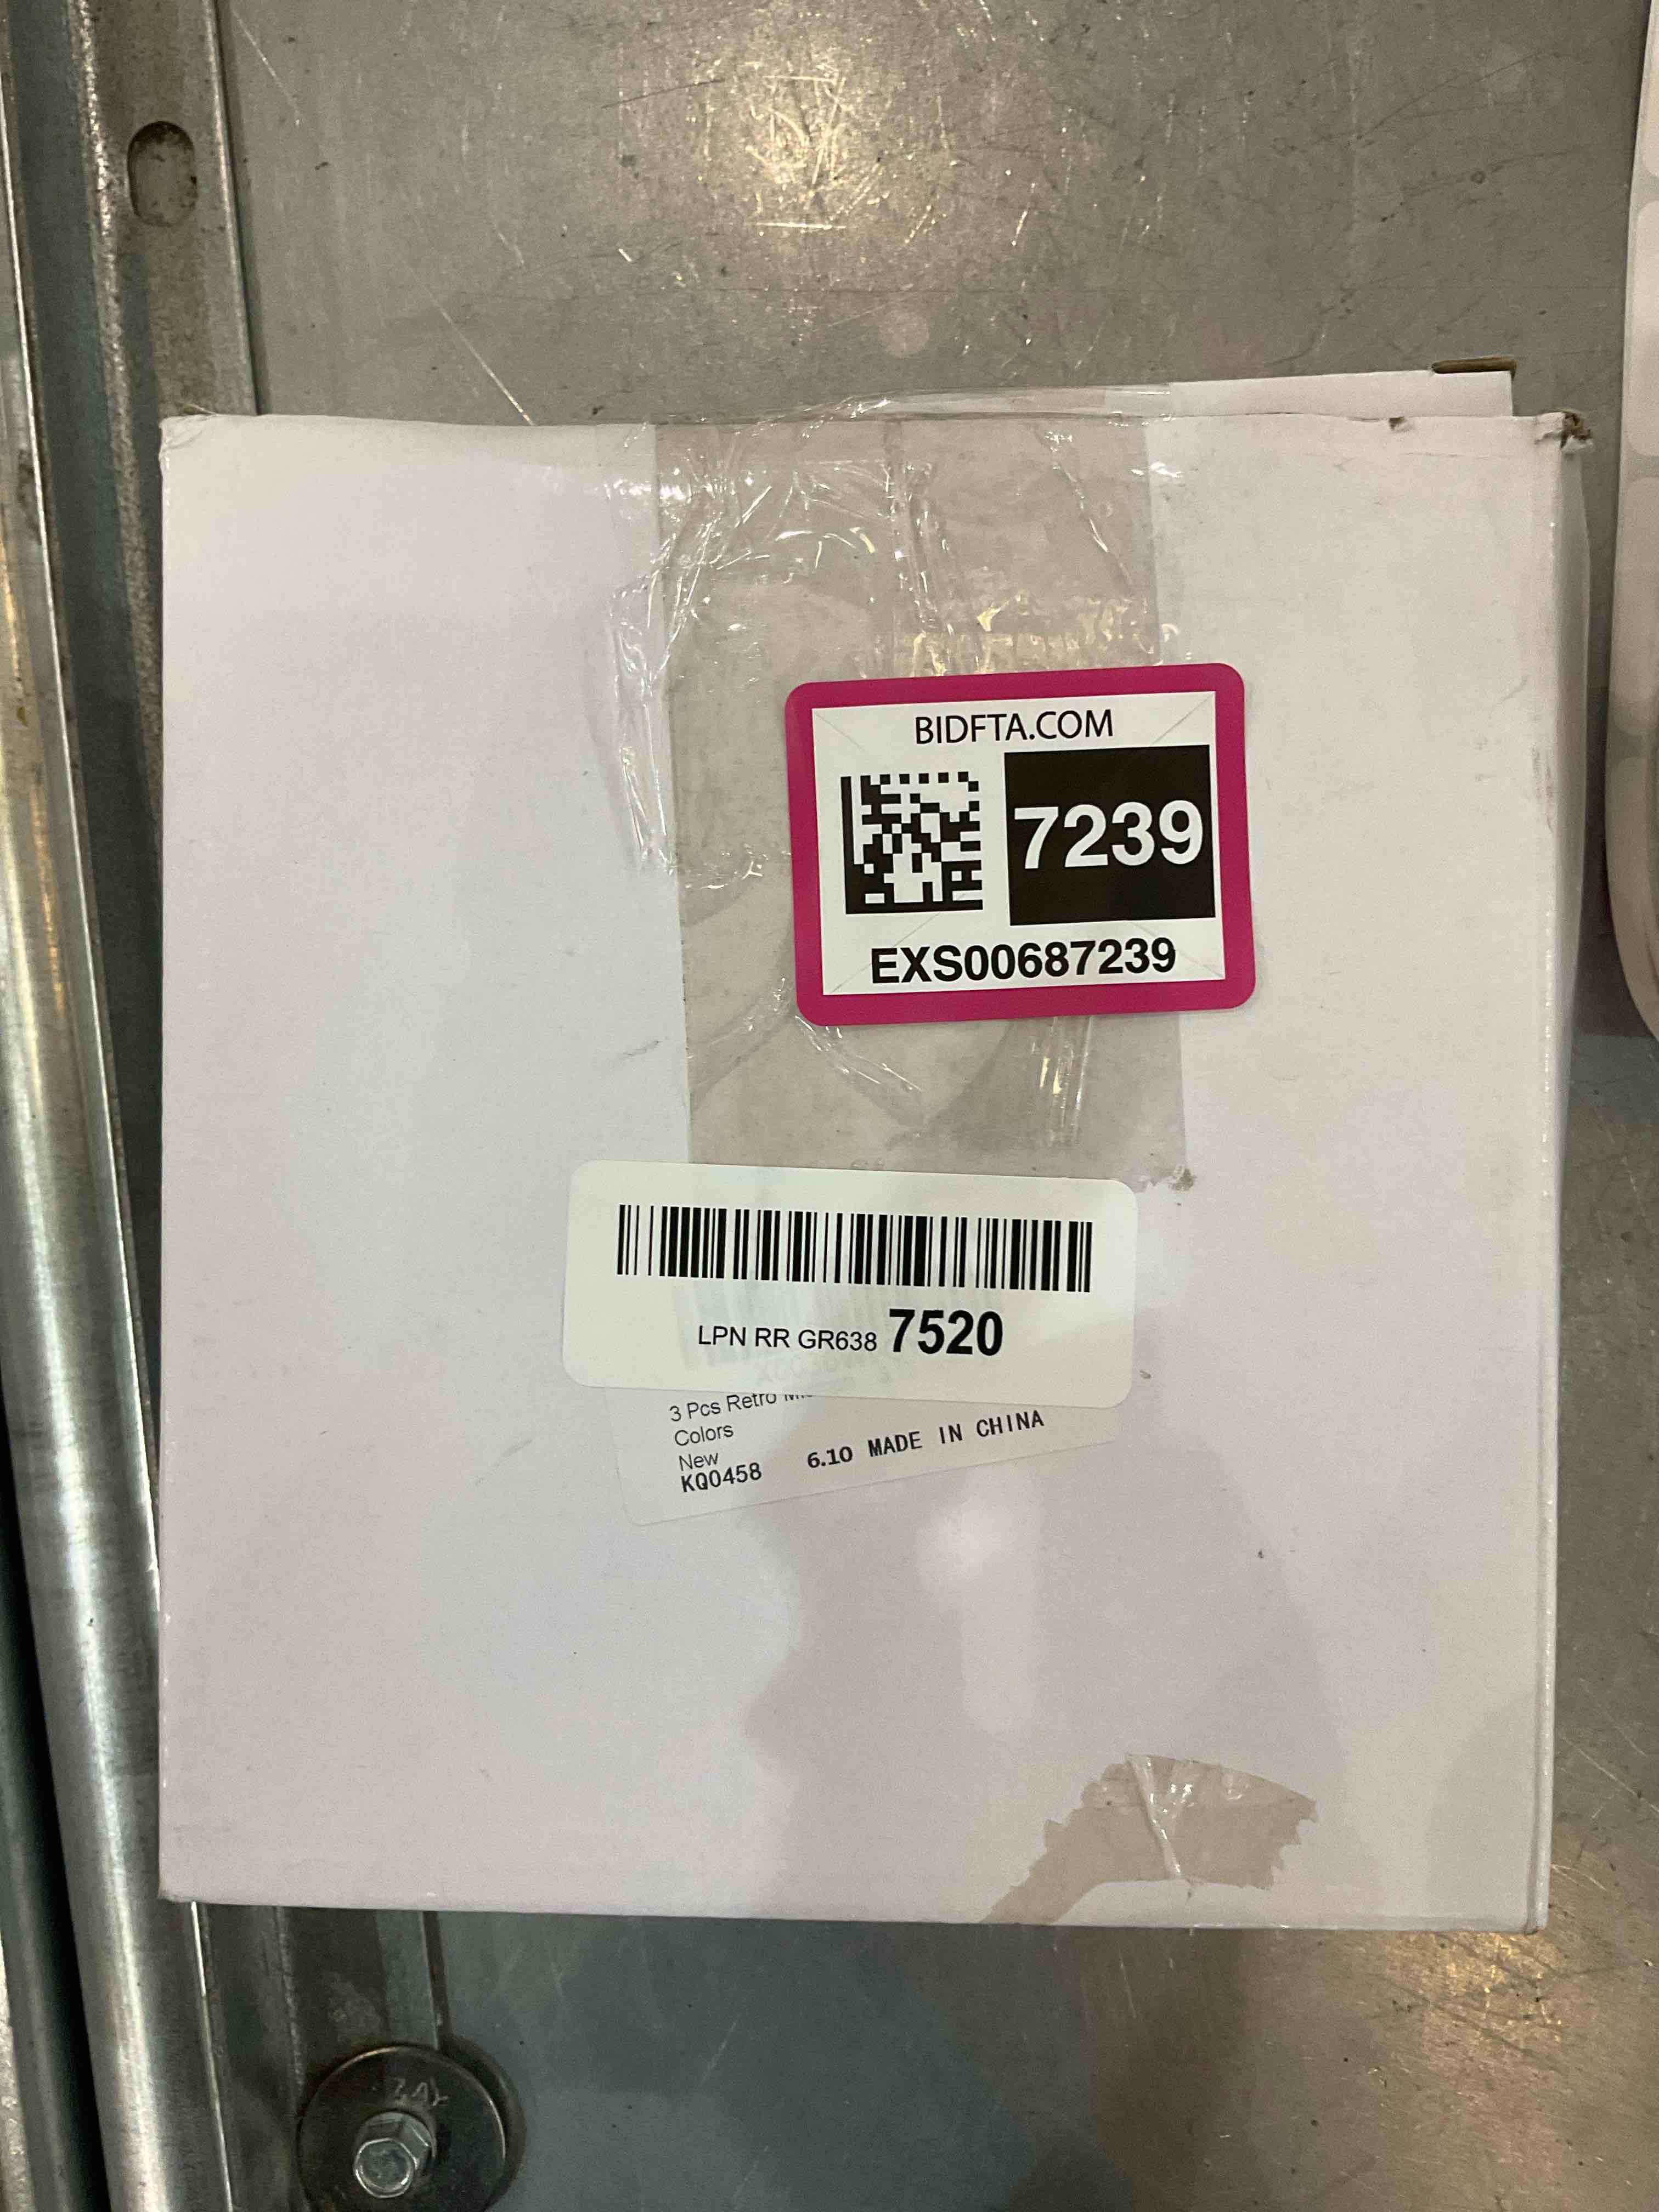 BIDFTA.COM
7239
EXS00687239
LPN RR GR638 7520
3 Pcs Retro
Colors
New
KQ0458 6.10 MADE IN CHINA